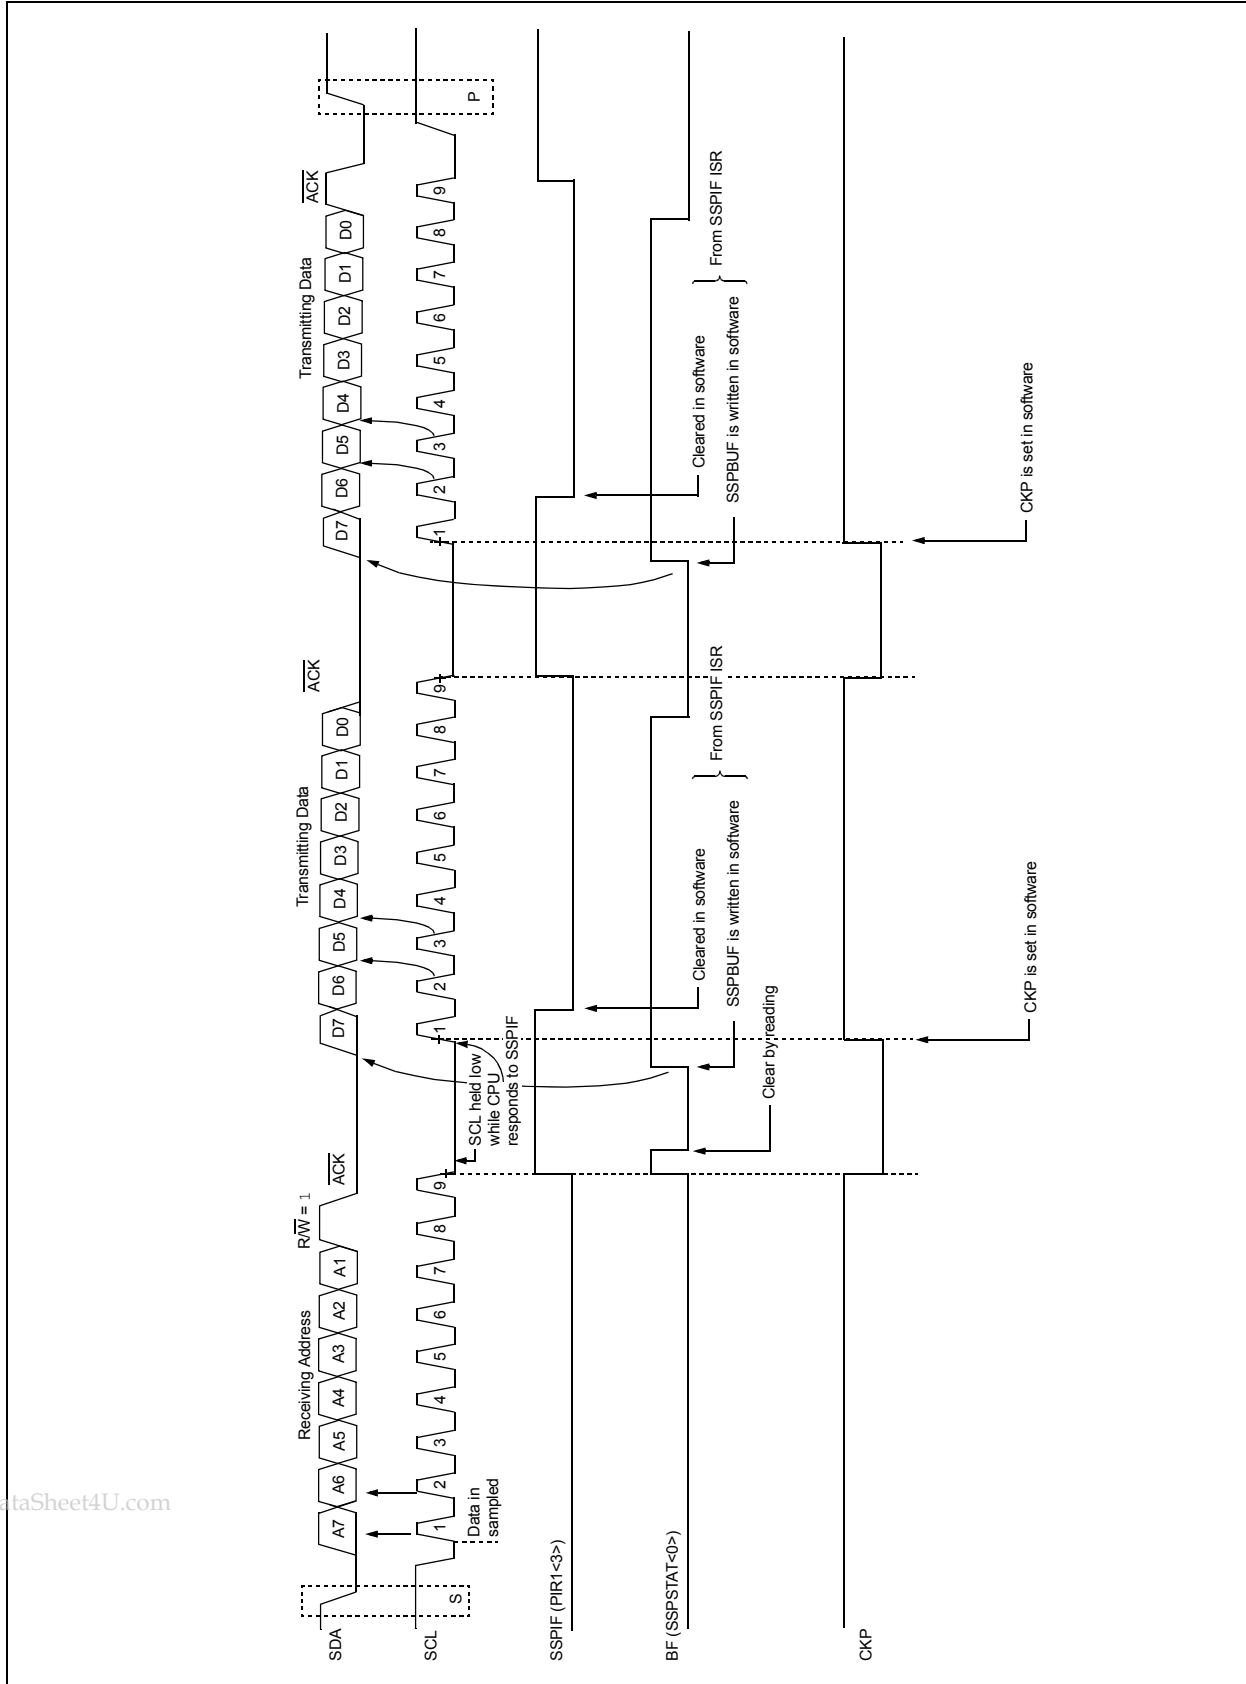 Receiving Address
R/W = 1
ACK
Transmitting Data
ACK
Transmitting Data
ACK
SDA
A7 A6 A5 A4 A3 A2 A1
D7 D6 D5 D4 D3 D2 D1 D0
D7 D6 D5 D4 D3 D2 D1 D0
SCL
S
1 2 3 4 5 6 7 8 9
1 2 3 4 5 6 7 8 9
1 2 3 4 5 6 7 8 9
P
Data in
sampled
SCL held low
while CPU
responds to SSPIF
SSPIF (PIR1<3>)
BF (SSPSTAT<0>)
Cleared in software
Cleared in software
SSPBUF is written in software
From SSPIF ISR
SSPBUF is written in software
From SSPIF ISR
Clear by reading
CKP
CKP is set in software
CKP is set in software
ataSheet4U.com